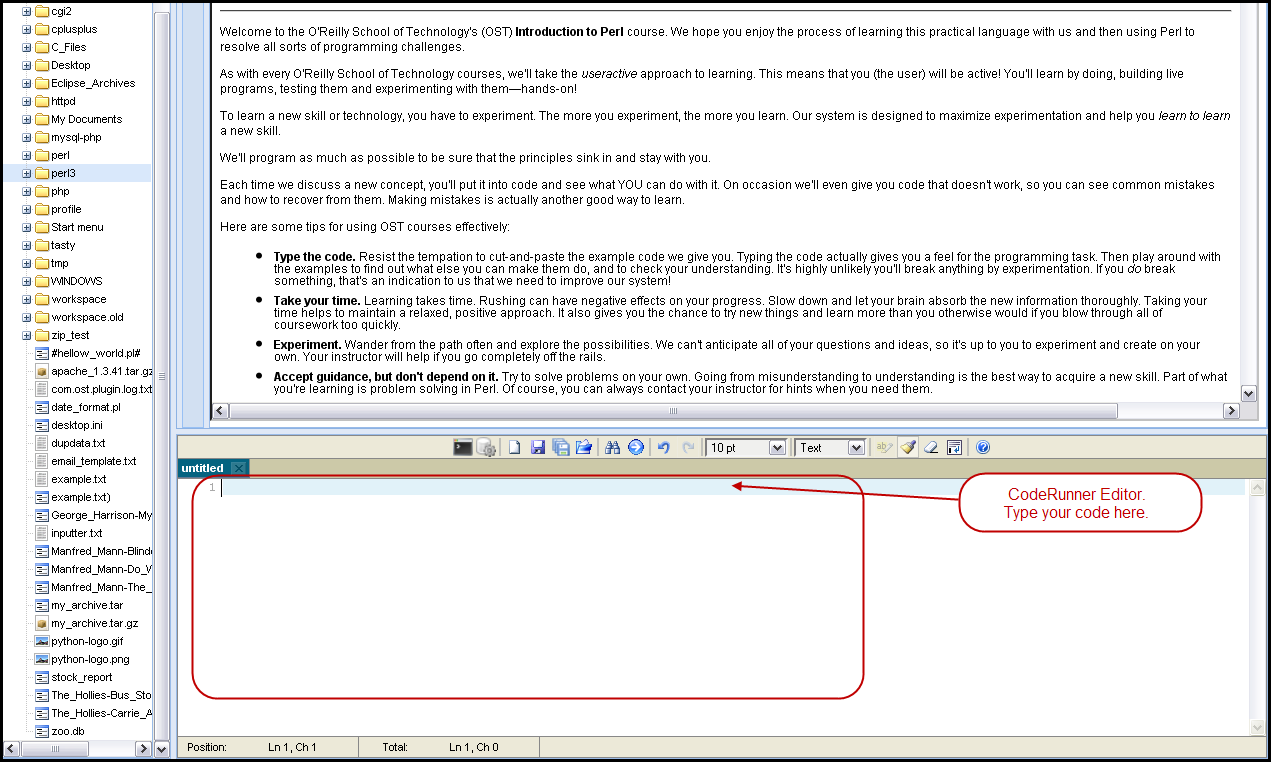 cgi2
cplusplus
C_Files
Desktop
Eclipse_Archives
httpd
My Documents
mysql-php
perl
perl3
php
profile
Start menu
tasty
tmp
WINDOWS
workspace
workspace.old
zip_test
#hellow_world.pl#
apache_1.3.41.tar.gz
com.ost.plugin.log.txt
date_format.pl
desktop.ini
dupdata.txt
email_template.txt
example.txt
example.txt)
George_Harrison-My
inputter.txt
Manfred_Mann-Blinde
Manfred_Mann-Do_W
Manfred_Mann-The_
my_archive.tar
my_archive.tar.gz
python-logo.gif
python-logo.png
stock_report
The_Hollies-Bus_Sto
The_Hollies-Carrie_A
zoo.db
Welcome to the O'Reilly School of Technology's (OST) Introduction to Perl course. We hope you enjoy the process of learning this practical language with us and then using Perl to
resolve all sorts of programming challenges.
As with every O'Reilly School of Technology courses, we'll take the useractive approach to learning. This means that you (the user) will be active! You'll learn by doing, building live
programs, testing them and experimenting with them—hands-on!
To learn a new skill or technology, you have to experiment. The more you experiment, the more you learn. Our system is designed to maximize experimentation and help you learn to learn
a new skill.
We'll program as much as possible to be sure that the principles sink in and stay with you.
Each time we discuss a new concept, you'll put it into code and see what YOU can do with it. On occasion we'll even give you code that doesn't work, so you can see common mistakes
and how to recover from them. Making mistakes is actually another good way to learn.
Here are some tips for using OST courses effectively:
Type the code. Resist the tempation to cut-and-paste the example code we give you. Typing the code actually gives you a feel for the programming task. Then play around with
the examples to find out what else you can make them do, and to check your understanding. It's highly unlikely you'll break anything by experimentation. If you do break
something, that's an indication to us that we need to improve our system!
Take your time. Learning takes time. Rushing can have negative effects on your progress. Slow down and let your brain absorb the new information thoroughly. Taking your
time helps to maintain a relaxed, positive approach. It also gives you the chance to try new things and learn more than you otherwise would if you blow through all of
coursework too quickly.
Experiment. Wander from the path often and explore the possibilities. We can't anticipate all of your questions and ideas, so it's up to you to experiment and create on your
own. Your instructor will help if you go completely off the rails.
Accept guidance, but don't depend on it. Try to solve problems on your own. Going from misunderstanding to understanding is the best way to acquire a new skill. Part of what
you're learning is problem solving in Perl. Of course, you can always contact your instructor for hints when you need them.
10 pt Text
untitled
1
CodeRunner Editor.
Type your code here.
Position: Ln 1, Ch 1 Total: Ln 1, Ch 0